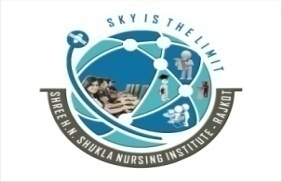 SKY IS THE LIMIT
SHREE H.N. SHUKLA NURSING INSTITUTE - RAJKOT